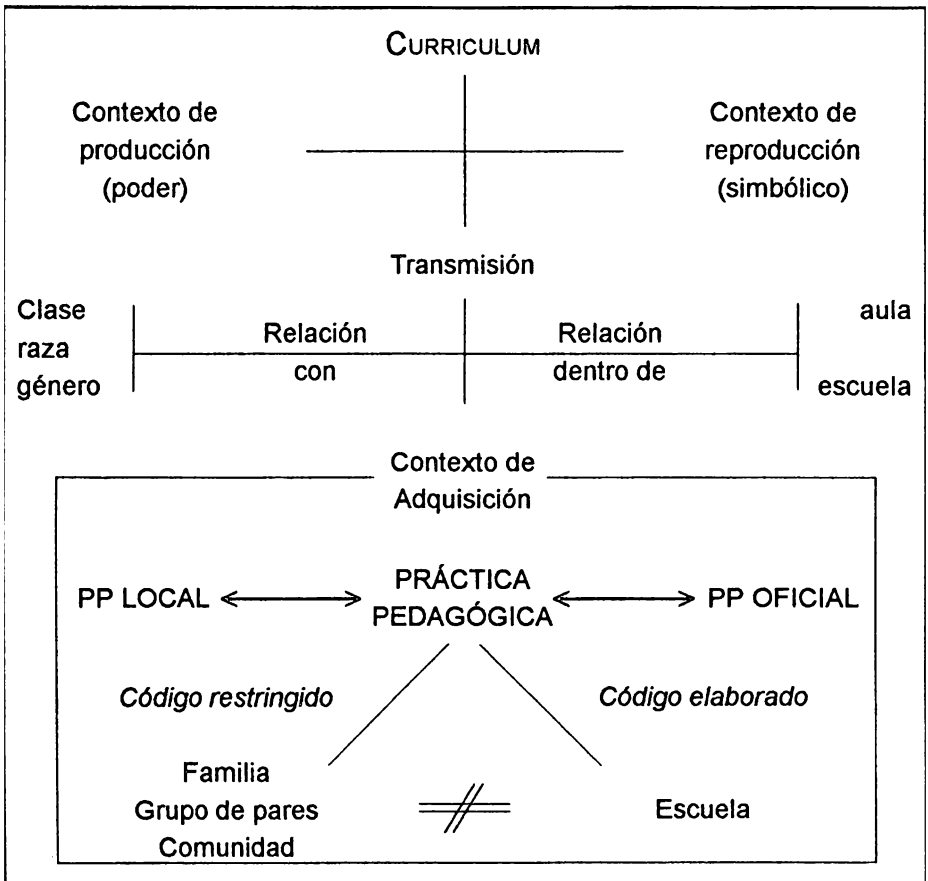 CURRICULUM
Contexto de
producción
(poder)
Contexto de
reproducción
(simbólico)
Transmisión
Clase
raza
género
Relación
con
Relación
dentro de
aula
escuela
Contexto de
Adquisición
PP LOCAL
PRÁCTICA
PEDAGÓGICA
PP OFICIAL
Código restringido
Código elaborado
Familia
Grupo de pares
Comunidad
Escuela